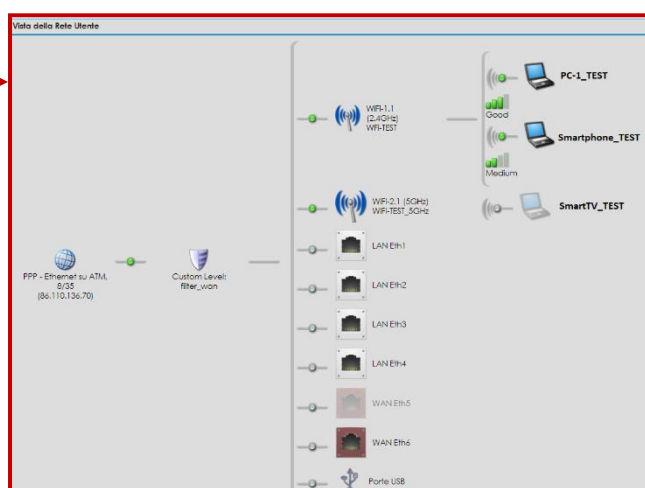 Vista della Rete Utente
PPP - Ethernet su ATM,
8/35
(86.110.136.70)
Custom Level:
filter_wan
WIFI-1.1
(2.4GHz)
WIFI-TEST
PC-1_TEST
Good
Smartphone_TEST
Medium
WIFI-2.1 (5GHz)
WIFI-TEST_5GHz
SmartTV_TEST
LAN Eth1
LAN Eth2
LAN Eth3
LAN Eth4
WAN Eth5
WAN Eth6
Porte USB